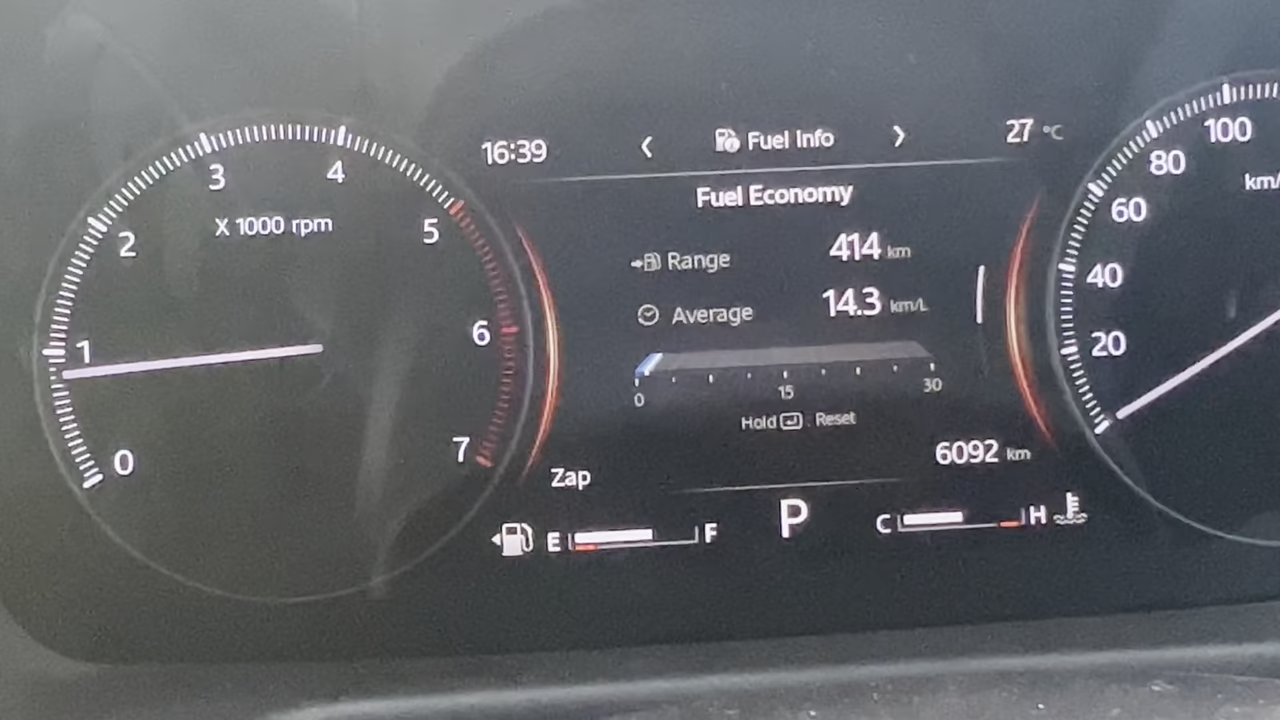 16:39 Fuel Info 27 °C
Fuel Economy
Range 414 km
Average 14.3 km/L
0 15 30
Hold : Reset
6092 km
Zap
E F P C H
0 1 2 3 4 5 6 7
X 1000 rpm
20 40 60 80 100
km/